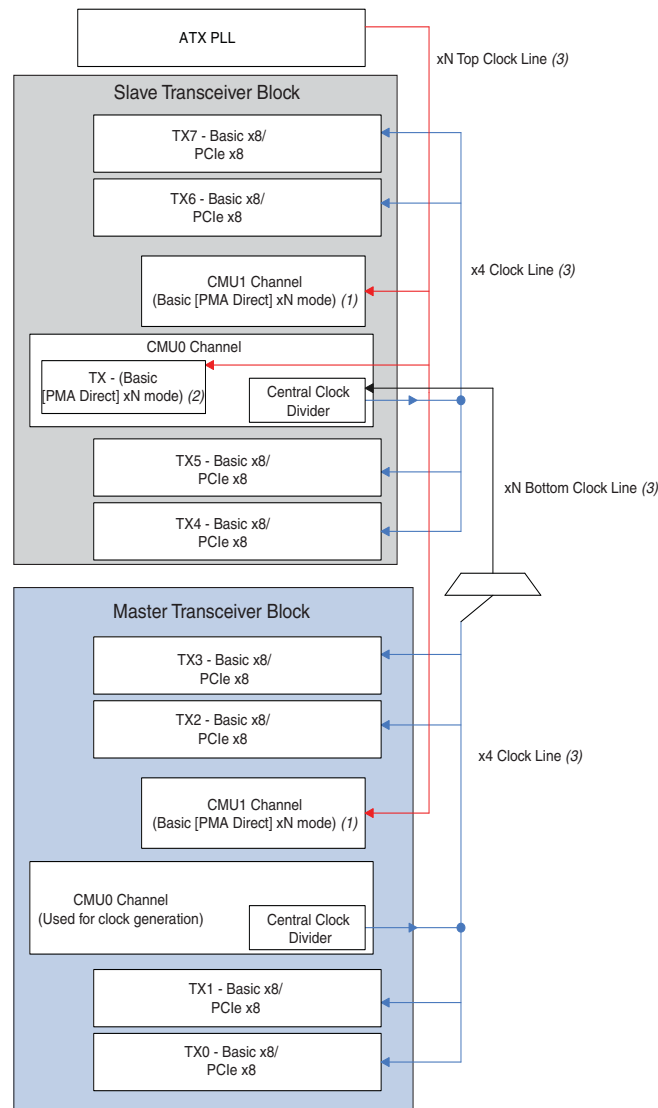 ATX PLL
xN Top Clock Line (3)
Slave Transceiver Block
TX7 - Basic x8/
PCIe x8
TX6 - Basic x8/
PCIe x8
x4 Clock Line (3)
CMU1 Channel
(Basic [PMA Direct] xN mode) (1)
CMU0 Channel
TX - (Basic
[PMA Direct] xN mode) (2)
Central Clock
Divider
TX5 - Basic x8/
PCIe x8
xN Bottom Clock Line (3)
TX4 - Basic x8/
PCIe x8
Master Transceiver Block
TX3 - Basic x8/
PCIe x8
TX2 - Basic x8/
PCIe x8
x4 Clock Line (3)
CMU1 Channel
(Basic [PMA Direct] xN mode) (1)
CMU0 Channel
(Used for clock generation)
Central Clock
Divider
TX1 - Basic x8/
PCIe x8
TX0 - Basic x8/
PCIe x8